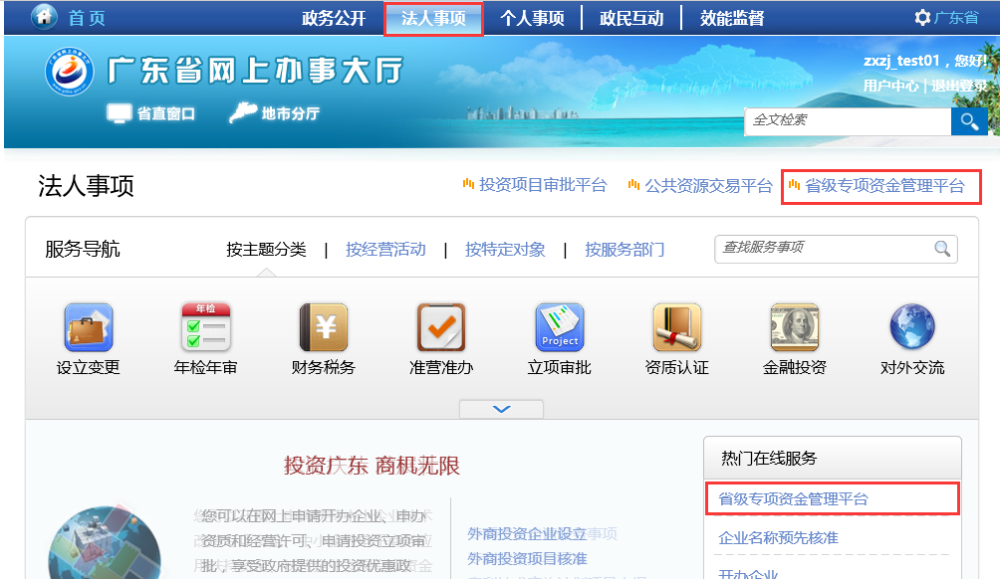 首页 政务公开 法人事项 个人事项 政民互动 效能监督 广东省
广东省网上办事大厅
zxzj_test01，您好!
用户中心 | 退出登录
省直窗口 地市分厅
全文检索
法人事项 投资项目审批平台 公共资源交易平台 省级专项资金管理平台
服务导航 按主题分类 | 按经营活动 | 按特定对象 | 按服务部门 查找服务事项
年检
Project
设立变更 年检年审 财务税务 准营准办 立项审批 资质认证 金融投资 对外交流
投资广东 商机无限
热门在线服务
省级专项资金管理平台
您可以在网上申请开办企业、申办
资质和经营许可，申请投资立项审
批，享受政府提供的投资优惠政
外商投资企业设立
外商投资项目核准
企业名称预先核准
开办企业